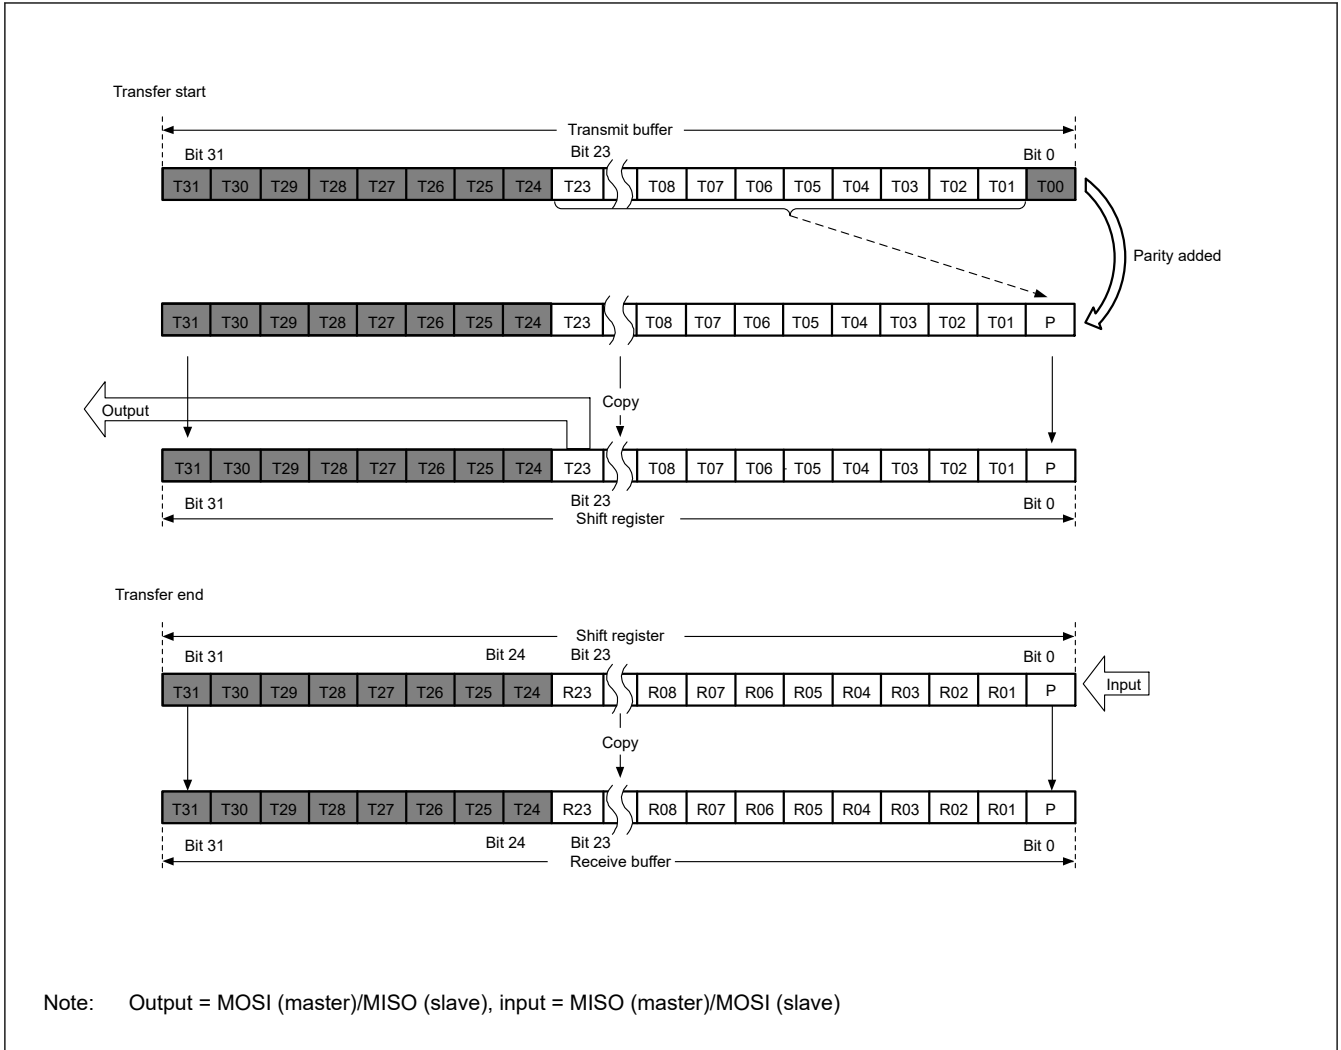 Transfer start
Transmit buffer
Bit 31 Bit 23 Bit 0
T31 T30 T29 T28 T27 T26 T25 T24 T23 T08 T07 T06 T05 T04 T03 T02 T01 T00
Parity added
T31 T30 T29 T28 T27 T26 T25 T24 T23 T08 T07 T06 T05 T04 T03 T02 T01 P
Output Copy
T31 T30 T29 T28 T27 T26 T25 T24 T23 T08 T07 T06 T05 T04 T03 T02 T01 P
Bit 31 Bit 23 Bit 0
Shift register
Transfer end
Shift register
Bit 31 Bit 24 Bit 23 Bit 0
T31 T30 T29 T28 T27 T26 T25 T24 R23 R08 R07 R06 R05 R04 R03 R02 R01 P Input
Copy
T31 T30 T29 T28 T27 T26 T25 T24 R23 R08 R07 R06 R05 R04 R03 R02 R01 P
Bit 31 Bit 24 Bit 23 Bit 0
Receive buffer
Note: Output = MOSI (master)/MISO (slave), input = MISO (master)/MOSI (slave)